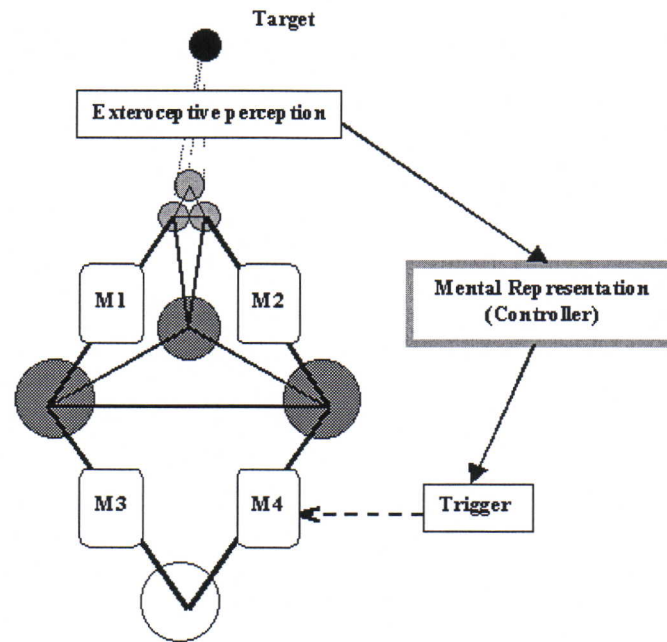 Target
Exteroceptive perception
M1
M2
Mental Representation
(Controller)
M3
M4
Trigger